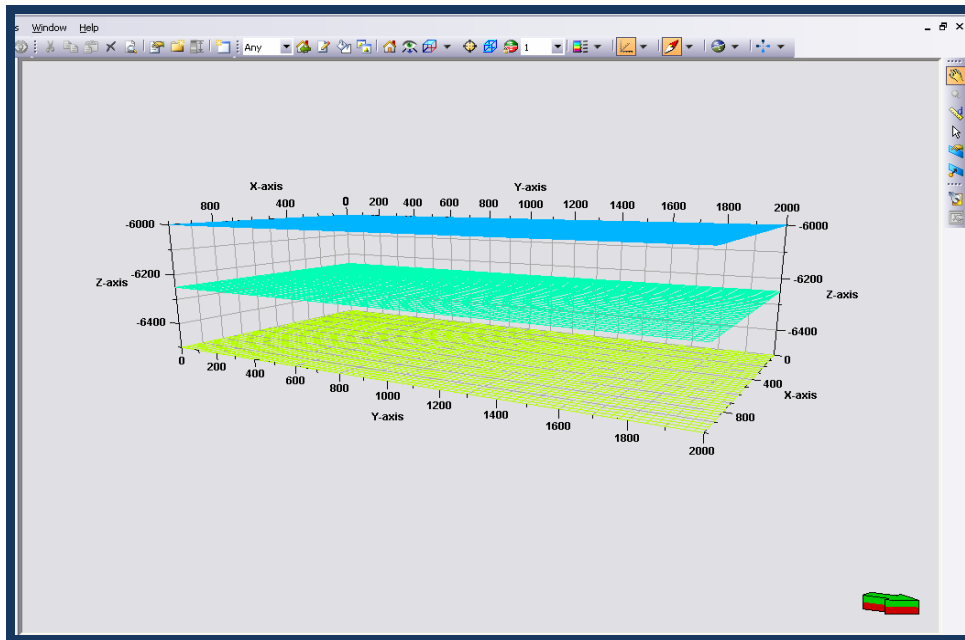 s Window Help
Any 1
X-axis Y-axis
800 400 0 200 400 600 800 1000 1200 1400 1600 1800 2000
-6000 -6000
-6200 -6200
Z-axis Z-axis
-6400 -6400
0 200 400 600 800 1000 1200 1400 1600 1800 2000
0 400 800
X-axis
Y-axis